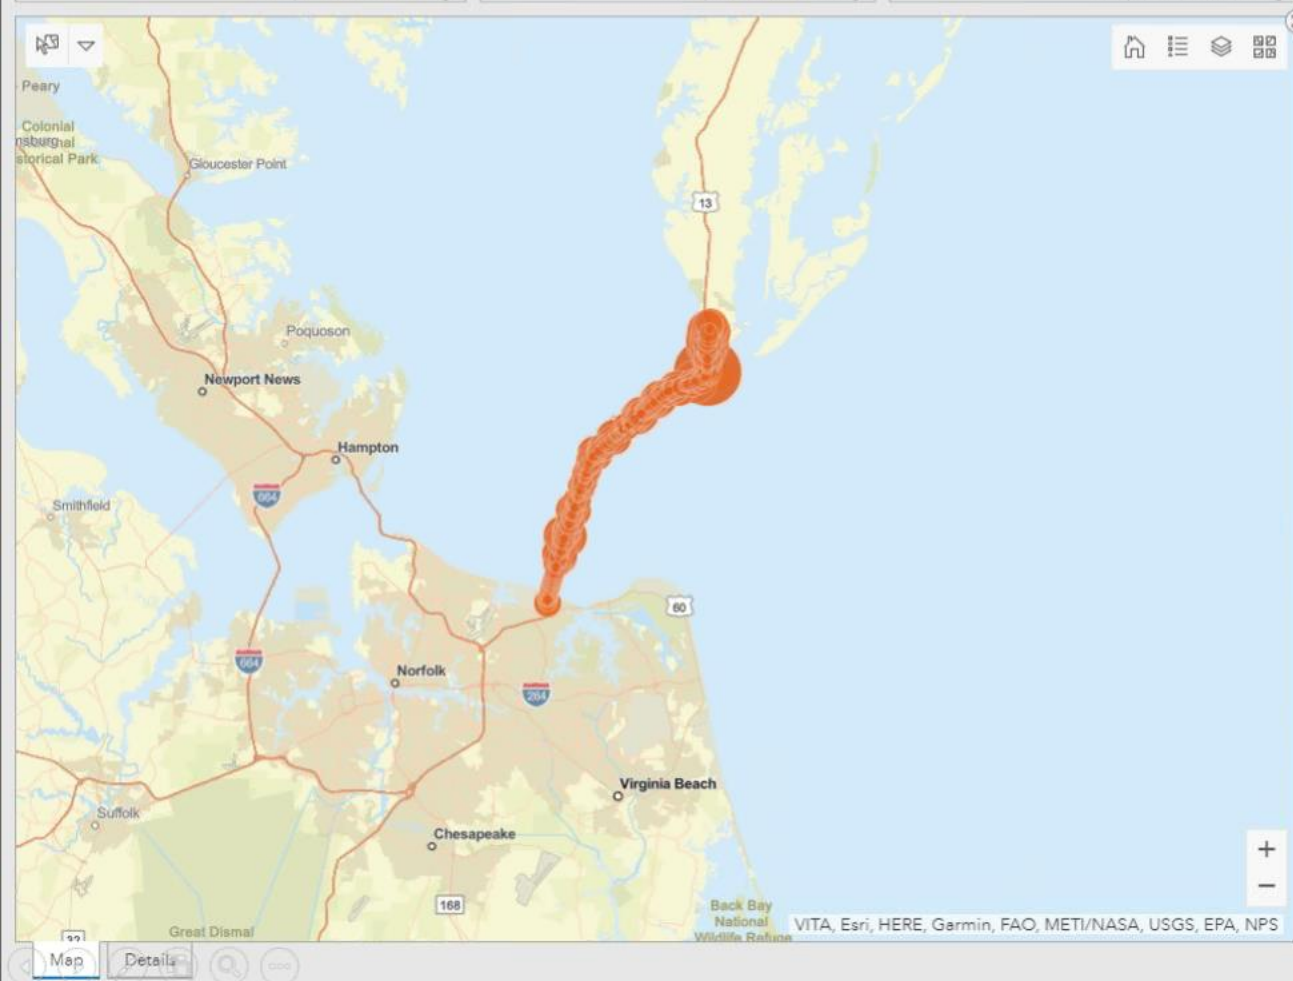 Peary
Colonial
nsburg nal
storical Park
Gloucester Point
13
Poquoson
Newport News
Hampton
664
Smithfield
60
664
Norfolk
264
Virginia Beach
Suffolk
Chesapeake
168
Back Bay
National
Wildlife Refuge
Great Dismal
32
VITA, Esri, HERE, Garmin, FAO, METI/NASA, USGS, EPA, NPS
Map
Details